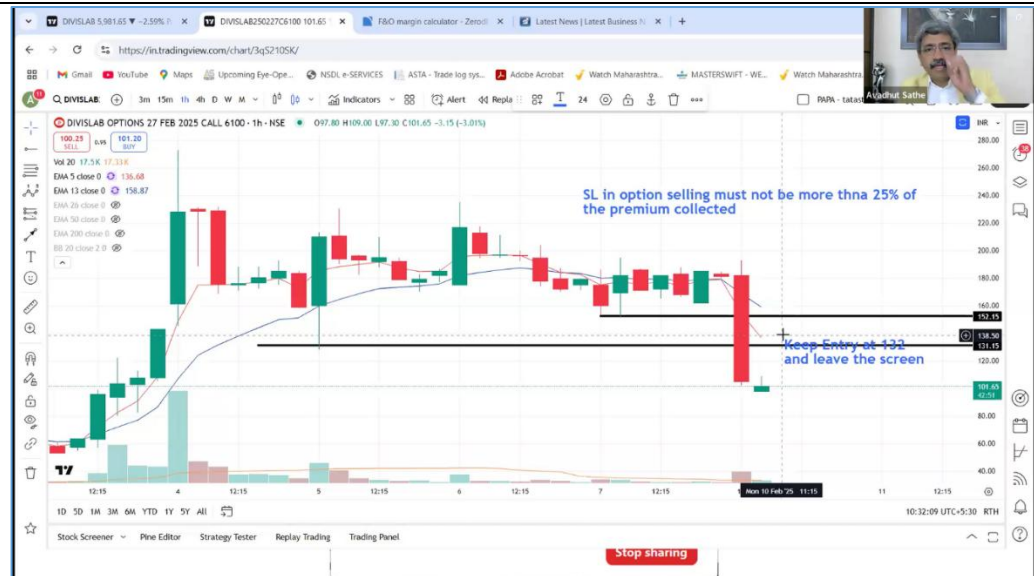 DIVISLAB 5,981.65 ▼ −2.59%
DIVISLAB250227C6100 101.65
F&O margin calculator - Zerod
Latest News | Latest Business N
https://in.tradingview.com/chart/3qS210SK/
Gmail
YouTube
Maps
Upcoming Eye-Ope...
NSDL e-SERVICES
ASTA - Trade log sys...
Adobe Acrobat
Watch Maharashtra...
MASTERSWIFT - WE...
Watch Maharashtra
Avadhut Sathe
A
11
DIVISLAB
3m 15m 1h 4h D W M
Indicators
Alert
Repla
24
PAPA - tatast
DIVISLAB OPTIONS 27 FEB 2025 CALL 6100 · 1h · NSE
O97.80 H109.00 L97.30 C101.65 −3.15 (−3.01%)
INR
100.25
SELL
0.95
101.20
BUY
Vol 20 17.5K 17.33K
EMA 5 close 0 136.68
EMA 13 close 0 158.87
EMA 26 close 0
EMA 50 close 0
EMA 200 close 0
BB 20 close 2 0
SL in option selling must not be more thna 25% of
the premium collected
Keep Entry at 132
and leave the screen
280.00
260.00
240.00
220.00
200.00
180.00
160.00
152.15
138.50
131.15
120.00
101.65
42:51
80.00
60.00
40.00
38
12:15
4
12:15
5
12:15
6
12:15
7
12:15
Mon 10 Feb '25 11:15
11
12:15
1D 5D 1M 3M 6M YTD 1Y 5Y All
10:32:09 UTC+5:30 RTH
Stock Screener
Pine Editor
Strategy Tester
Replay Trading
Trading Panel
Stop sharing